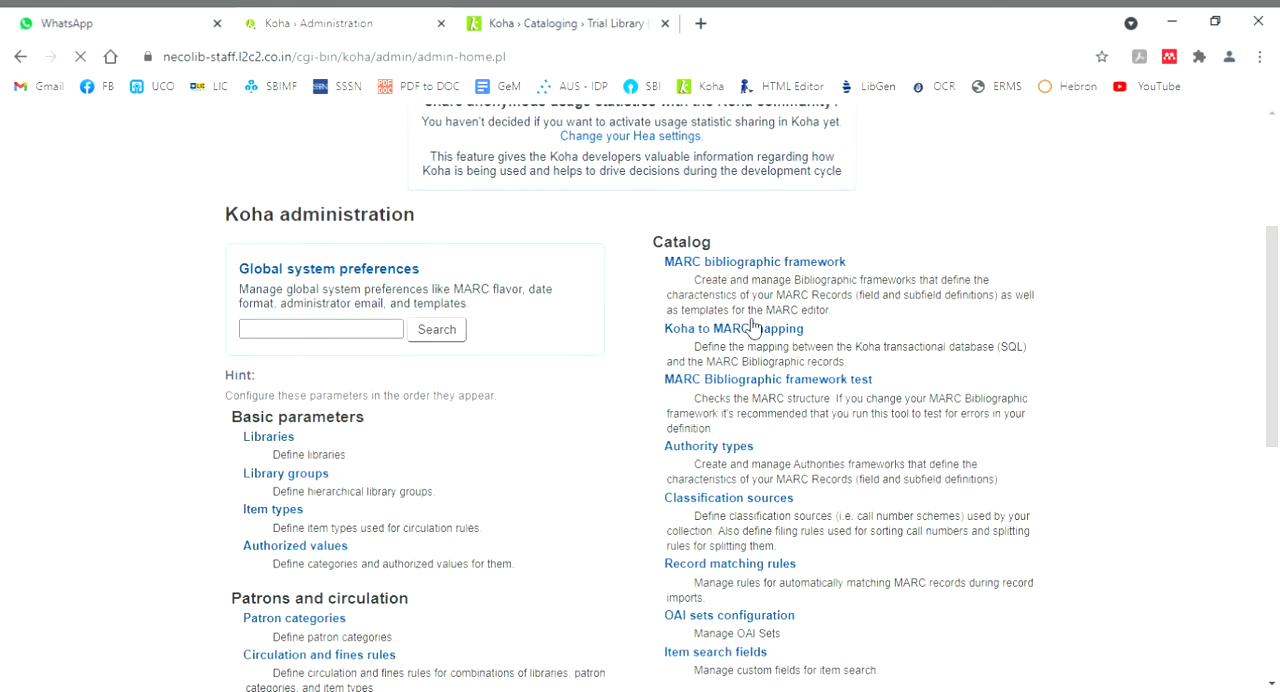 WhatsApp
Koha › Administration
Koha › Cataloging › Trial Library (
necolib-staff.l2c2.co.in/cgi-bin/koha/admin/admin-home.pl
Gmail FB UCO LIC SBIMF SSSN PDF to DOC GeM AUS - IDP SBI Koha HTML Editor LibGen OCR ERMS Hebron YouTube
Share anonymous usage statistics with the Koha community?
You haven't decided if you want to activate usage statistic sharing in Koha yet.
Change your Hea settings.
This feature gives the Koha developers valuable information regarding how
Koha is being used and helps to drive decisions during the development cycle
Koha administration
Global system preferences
Manage global system preferences like MARC flavor, date
format, administrator email, and templates.
Search
Hint:
Configure these parameters in the order they appear.
Basic parameters
Libraries
Define libraries.
Library groups
Define hierarchical library groups.
Item types
Define item types used for circulation rules.
Authorized values
Define categories and authorized values for them.
Patrons and circulation
Patron categories
Define patron categories.
Circulation and fines rules
Define circulation and fines rules for combinations of libraries, patron
categories, and item types
Catalog
MARC bibliographic framework
Create and manage Bibliographic frameworks that define the
characteristics of your MARC Records (field and subfield definitions) as well
as templates for the MARC editor.
Koha to MARC mapping
Define the mapping between the Koha transactional database (SQL)
and the MARC Bibliographic records.
MARC Bibliographic framework test
Checks the MARC structure. If you change your MARC Bibliographic
framework it's recommended that you run this tool to test for errors in your
definition.
Authority types
Create and manage Authorities frameworks that define the
characteristics of your MARC Records (field and subfield definitions)
Classification sources
Define classification sources (i.e. call number schemes) used by your
collection. Also define filing rules used for sorting call numbers and splitting
rules for splitting them.
Record matching rules
Manage rules for automatically matching MARC records during record
imports.
OAI sets configuration
Manage OAI Sets
Item search fields
Manage custom fields for item search.